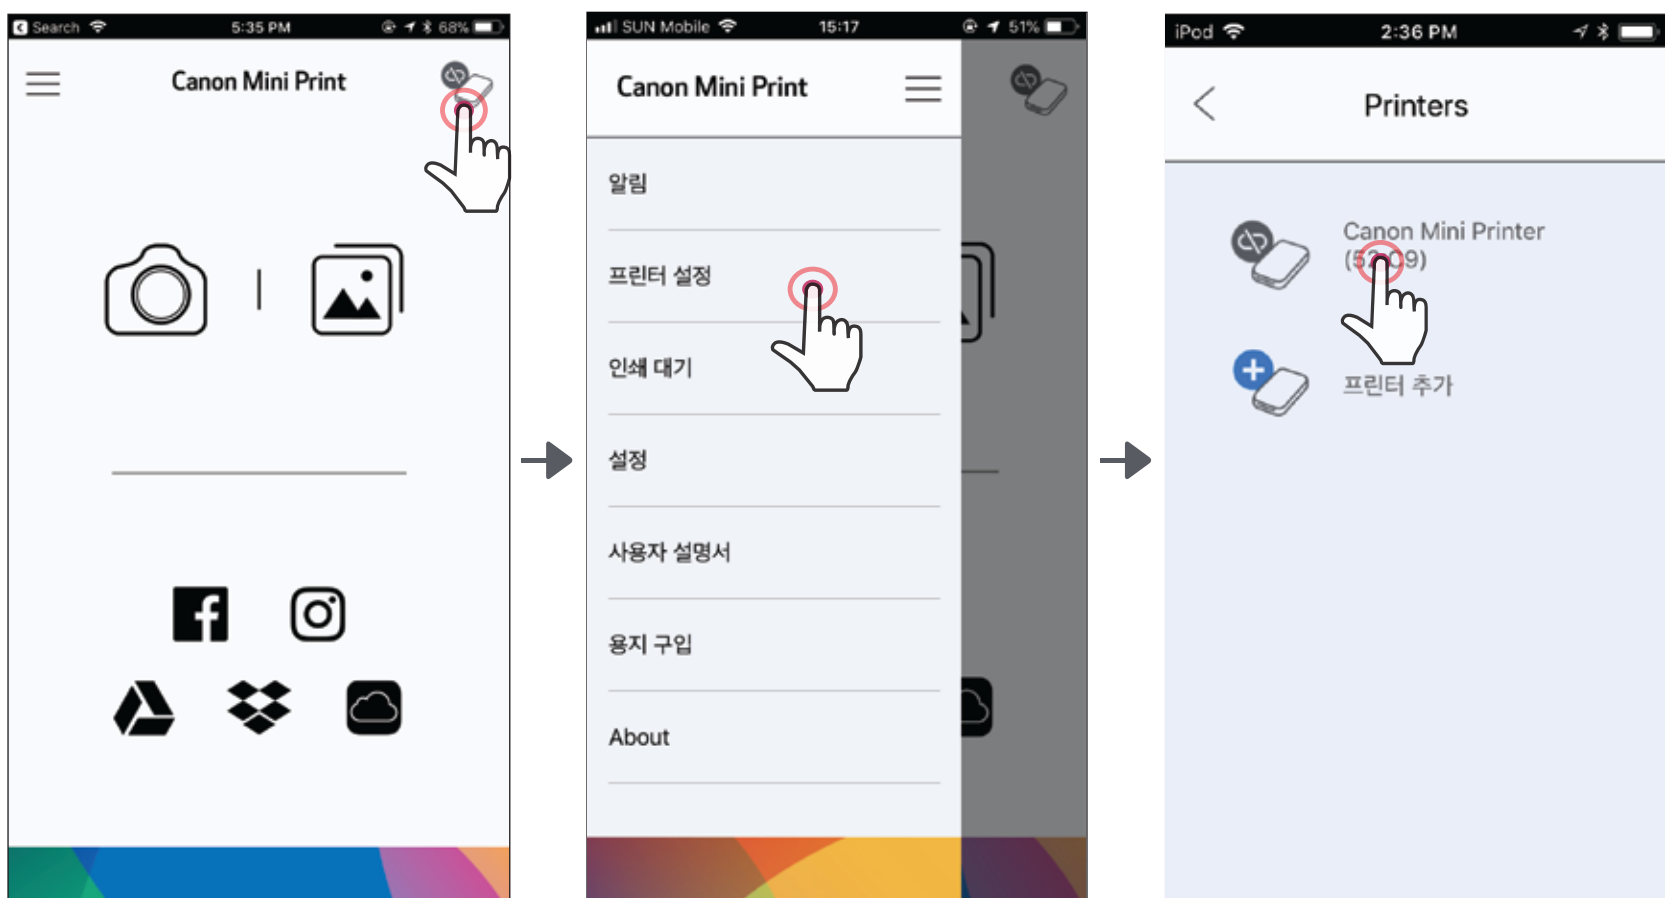 Search
5:35 PM
68%
Canon Mini Print
SUN Mobile
15:17
51%
Canon Mini Print
알림
프린터 설정
인쇄 대기
설정
사용자 설명서
용지 구입
About
iPod
2:36 PM
Printers
Canon Mini Printer
프린터 추가